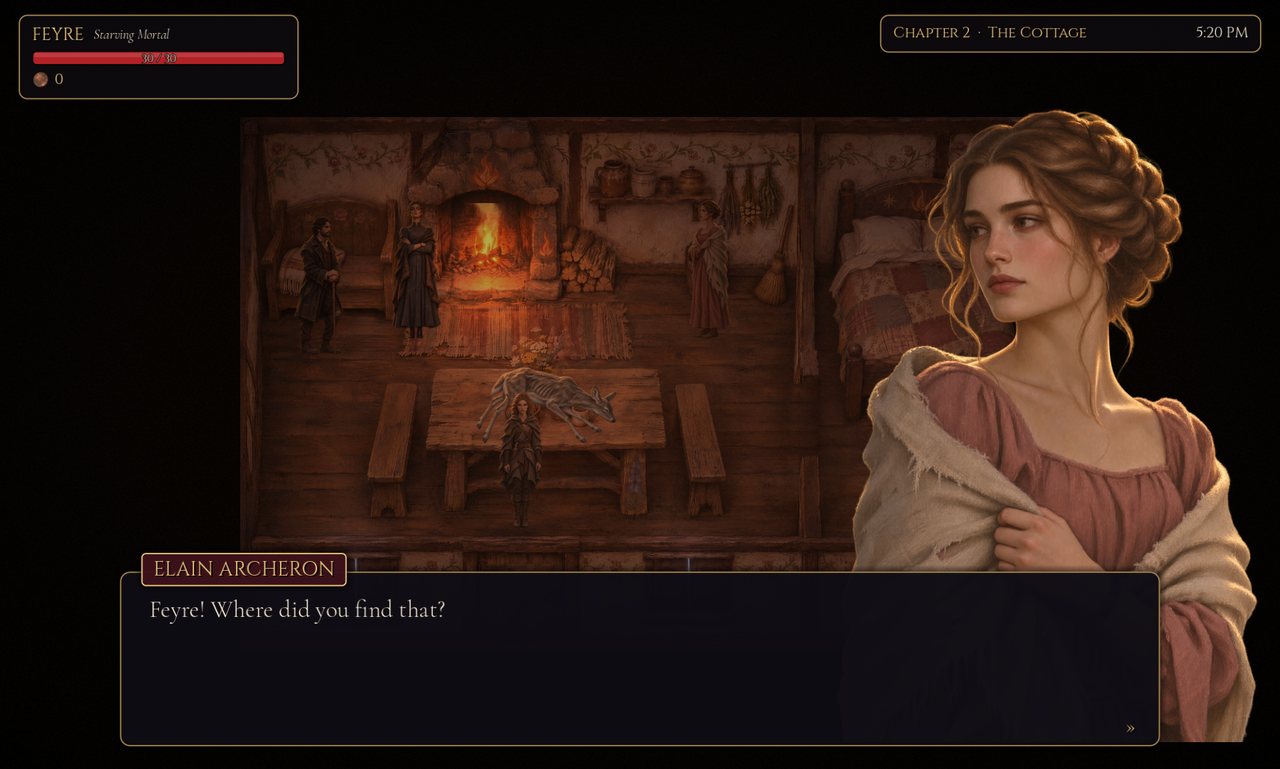 FEYRE Starving Mortal
30 / 30
0
CHAPTER 2 · THE COTTAGE 5:20 PM
ELAIN ARCHERON
Feyre! Where did you find that?
»